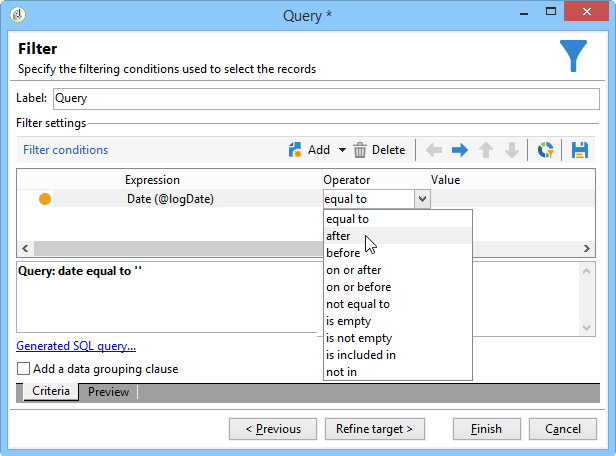 Query *
Filter
Specify the filtering conditions used to select the records
Label: Query
Filter settings
Filter conditions Add Delete
Expression Operator Value
Date (@logDate) equal to
equal to
after
before
on or after
on or before
not equal to
is empty
is not empty
is included in
not in
Query: date equal to ''
Generated SQL query...
Add a data grouping clause
Criteria Preview
< Previous Refine target > Finish Cancel